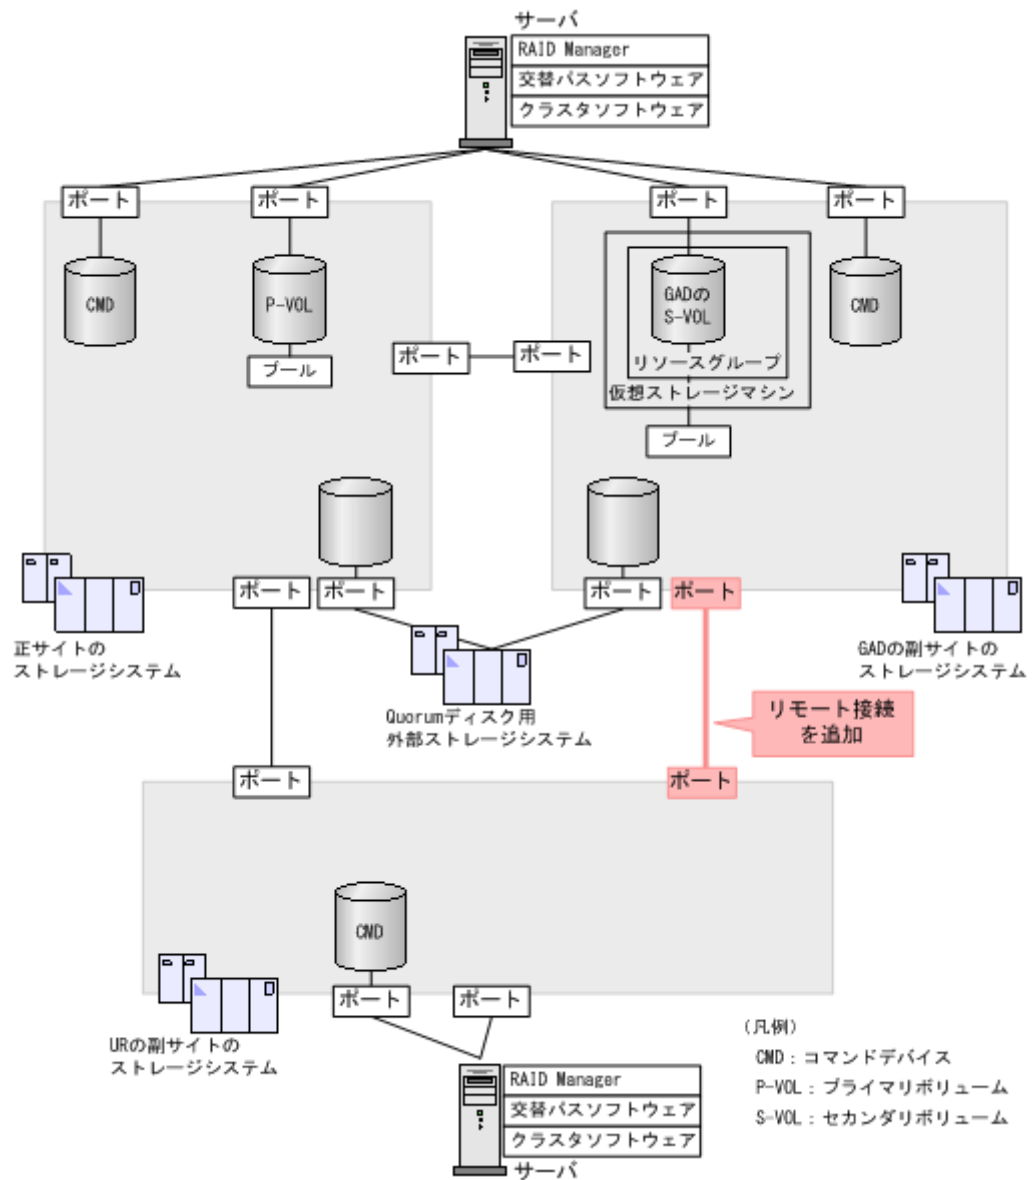 サーバ
RAID Manager
交替パスソフトウェア
クラスタソフトウェア
ポート
ポート
ポート
ポート
CMD
P-VOL
GADの
S-VOL
CMD
ポート
ポート
リソースグループ
プール
仮想ストレージマシン
プール
ポート
ポート
ポート
ポート
正サイトの
ストレージシステム
GADの副サイトの
ストレージシステム
Quorumディスク用
外部ストレージシステム
リモート接続
を追加
ポート
ポート
CMD
ポート
ポート
URの副サイトの
ストレージシステム
(凡例)
CMD：コマンドデバイス
P-VOL：プライマリボリューム
S-VOL：セカンダリボリューム
RAID Manager
交替パスソフトウェア
クラスタソフトウェア
サーバ